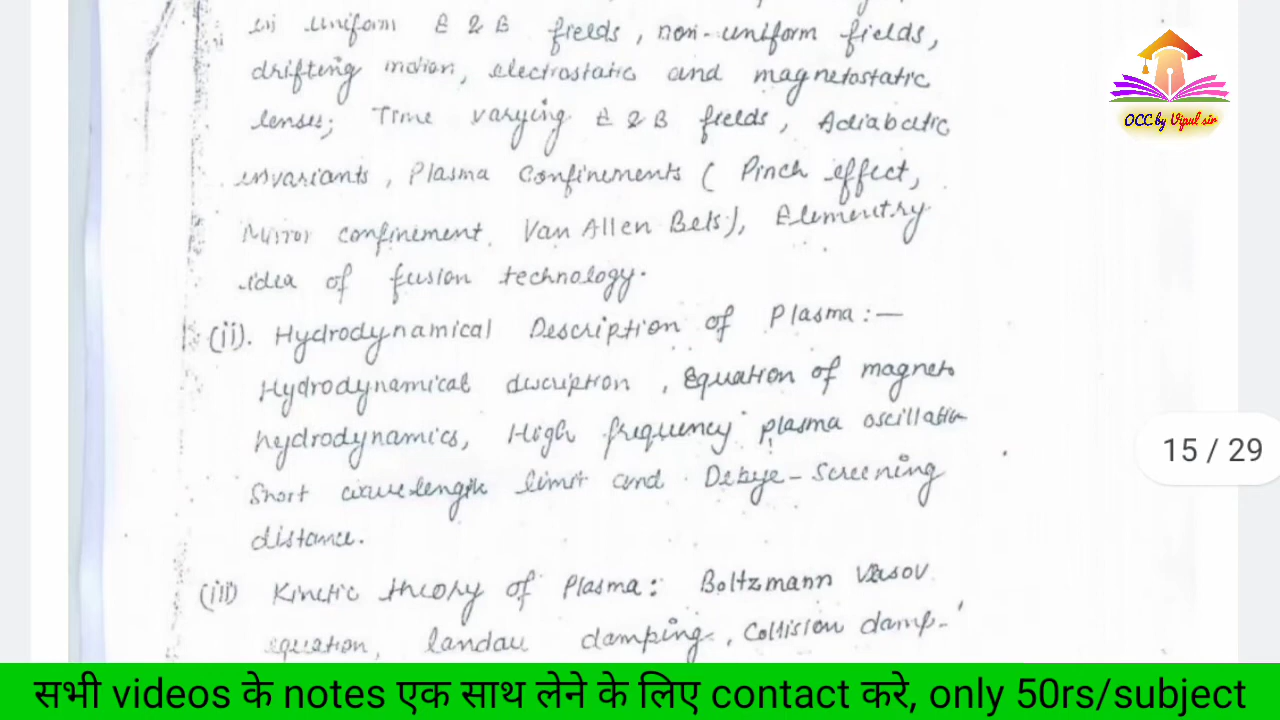 in uniform E & B fields, non-uniform fields,
drifting motion, electrostatic and magnetostatic
lenses; Time varying E & B fields, Adiabatic
invariants, Plasma Confinements ( Pinch effect,
Mirror confinement, Van Allen Bels), Elementry
idea of fusion technology.
(ii). Hydrodynamical Description of Plasma:—
Hydrodynamical discription, Equation of magneto
hydrodynamics, High frequency plasma oscillation
Short wavelength limit and Debye-screening
distance.
(iii) Kinetic theory of Plasma: Boltzmann Vlasov
equation, landau damping, Collision damp-
OCC by Vipul sir
15 / 29
सभी videos के notes एक साथ लेने के लिए contact करे, only 50rs/subject